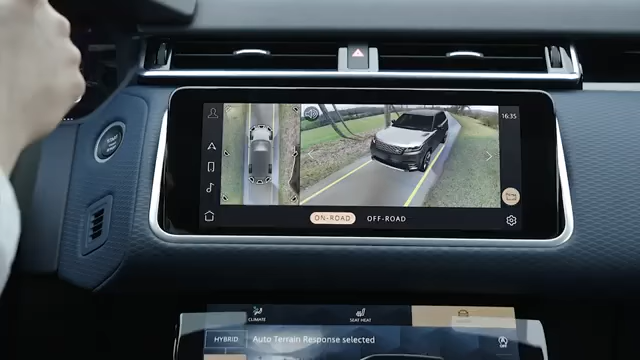 16:35
ON-ROAD OFF-ROAD
CLIMATE SEAT HEAT
HYBRID Auto Terrain Response selected